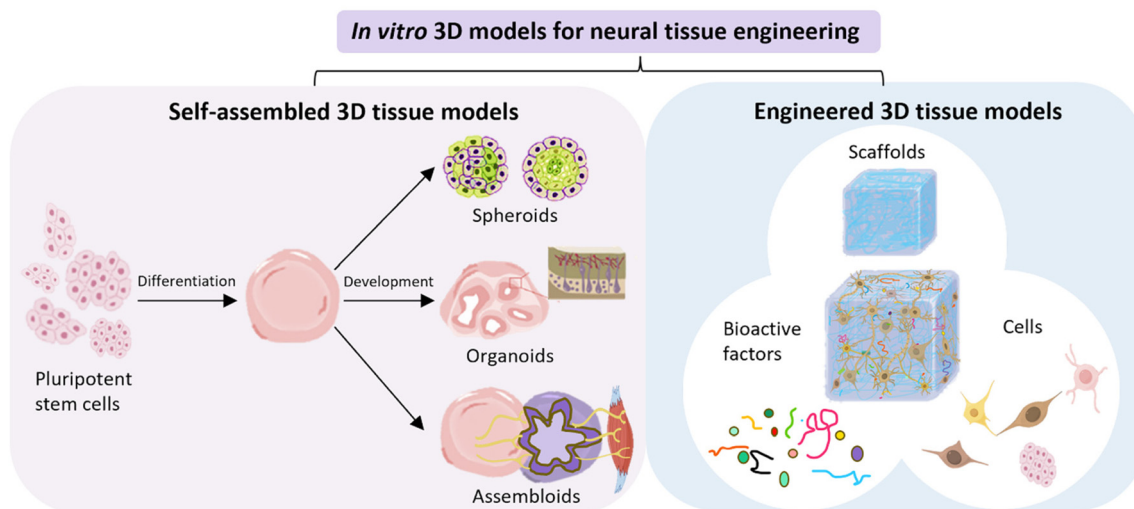 In vitro 3D models for neural tissue engineering
Self-assembled 3D tissue models
Spheroids
Differentiation
Development
Pluripotent
stem cells
Organoids
Assembloids
Engineered 3D tissue models
Scaffolds
Bioactive
factors
Cells